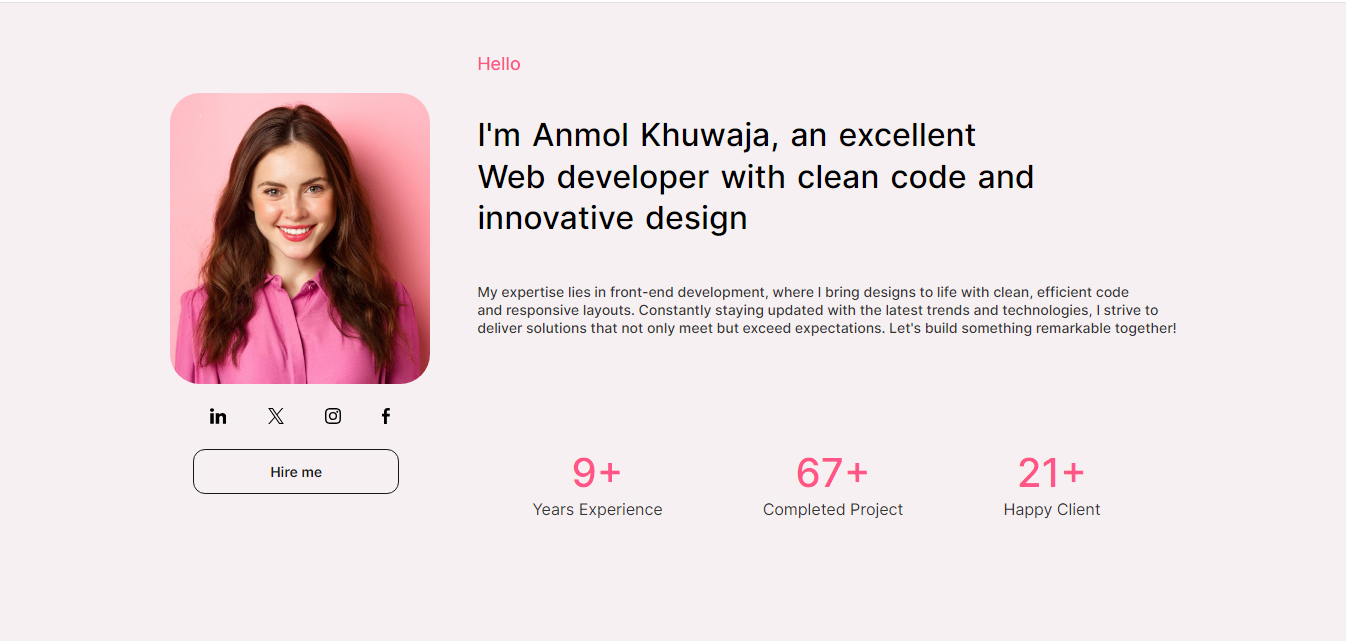 Hello
I'm Anmol Khuwaja, an excellent
Web developer with clean code and
innovative design
My expertise lies in front-end development, where I bring designs to life with clean, efficient code
and responsive layouts. Constantly staying updated with the latest trends and technologies, I strive to
deliver solutions that not only meet but exceed expectations. Let's build something remarkable together!
Hire me
9+
Years Experience
67+
Completed Project
21+
Happy Client